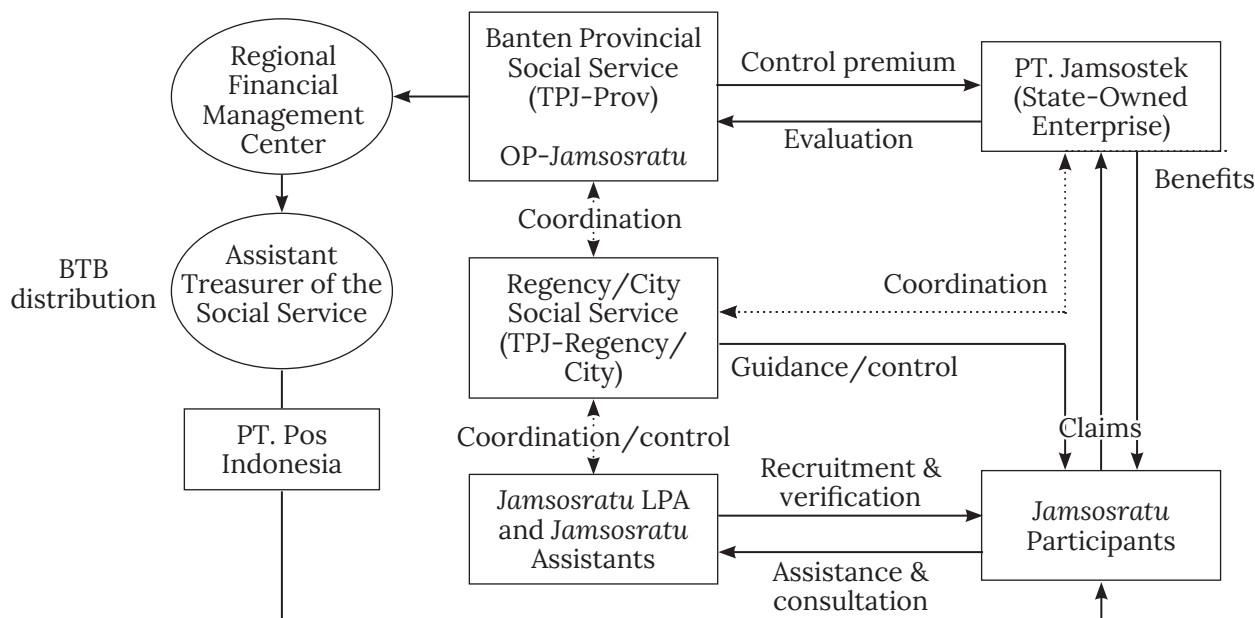 Regional
Financial
Management
Center
Banten Provincial
Social Service
(TPJ-Prov)
OP-Jamsosratu
Control premium
Evaluation
PT. Jamsostek
(State-Owned
Enterprise)
Benefits
Coordination
BTB
distribution
Assistant
Treasurer of the
Social Service
Regency/City
Social Service
(TPJ-Regency/
City)
Coordination
Guidance/control
PT. Pos
Indonesia
Coordination/control
Claims
Jamsosratu LPA
and Jamsosratu
Assistants
Recruitment &
verification
Assistance &
consultation
Jamsosratu
Participants